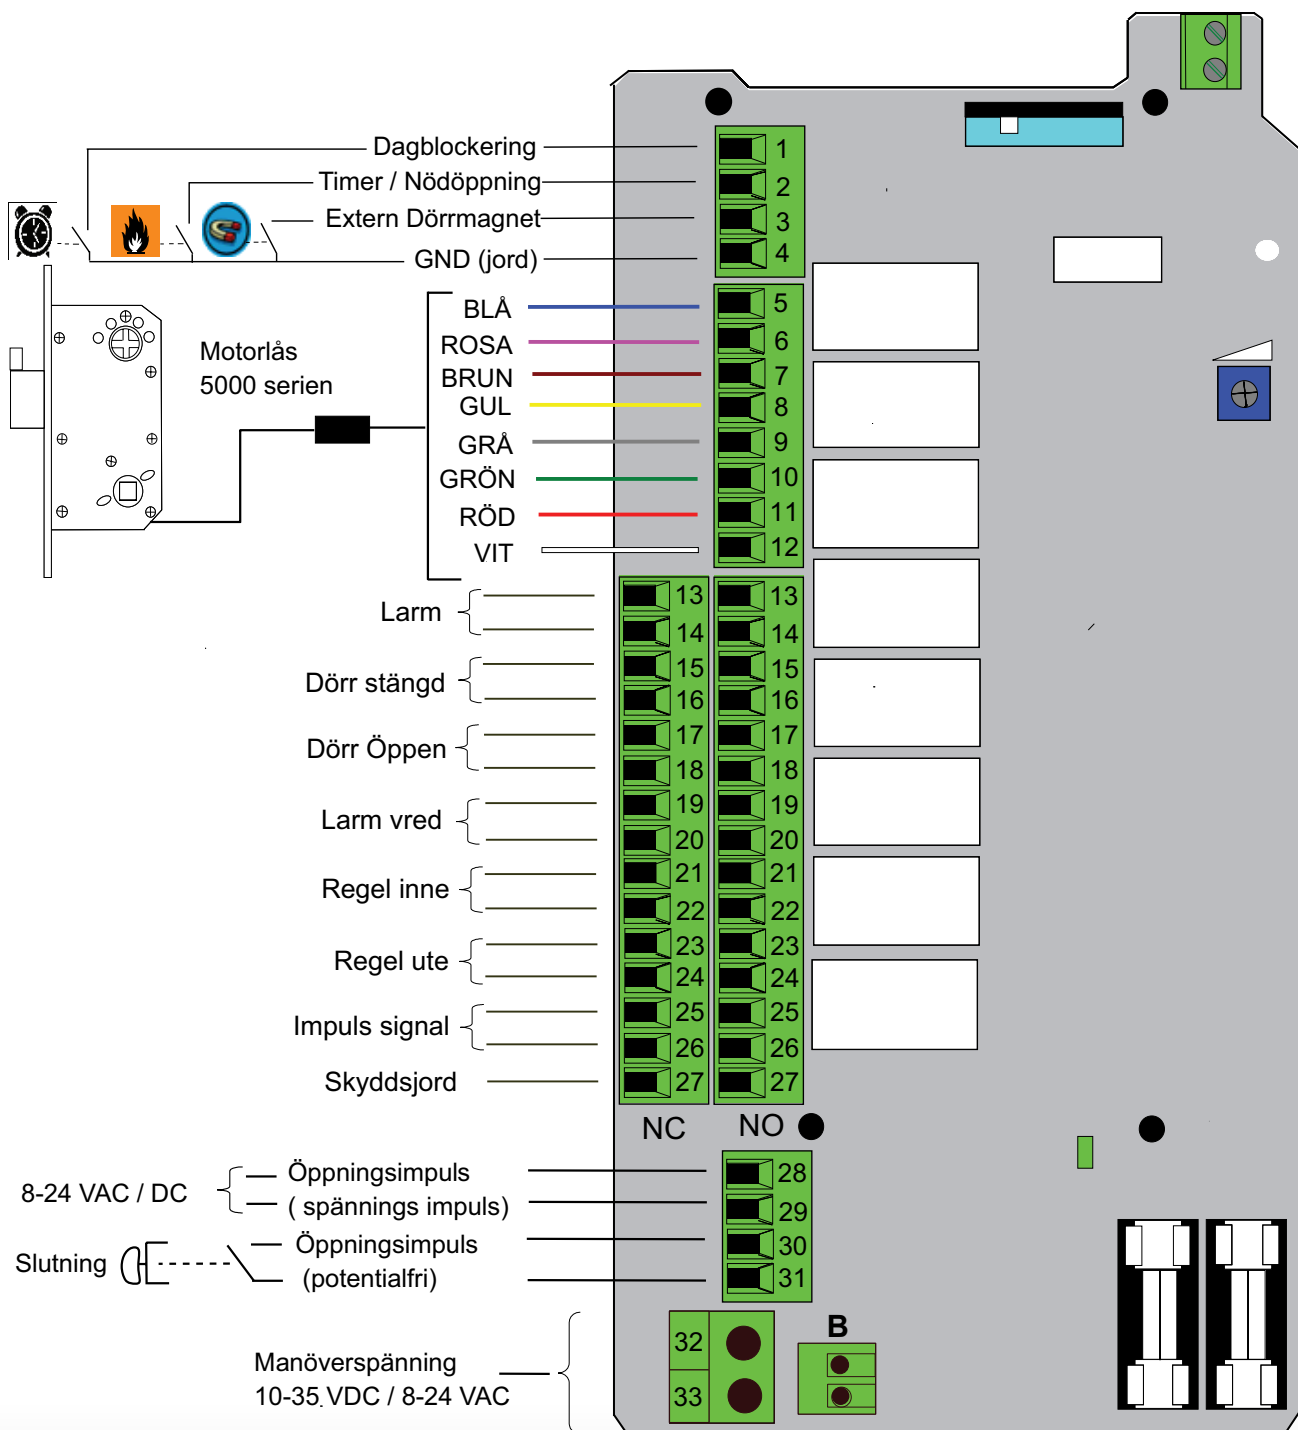 Dagblockering 1
Timer / Nödöppning 2
Extern Dörrmagnet 3
GND (jord) 4
BLÅ 5
ROSA 6
Motorlås
5000 serien
BRUN 7
GUL 8
GRÅ 9
GRÖN 10
RÖD 11
VIT 12
Larm 13 13
14 14
Dörr stängd 15 15
16 16
Dörr Öppen 17 17
18 18
Larm vred 19 19
20 20
Regel inne 21 21
22 22
Regel ute 23 23
24 24
Impuls signal 25 25
26 26
Skyddsjord 27 27
NC NO
8-24 VAC / DC
Öppningsimpuls 28
( spännings impuls) 29
Slutning
Öppningsimpuls 30
(potentialfri) 31
B
32
Manöverspänning
10-35 VDC / 8-24 VAC
33